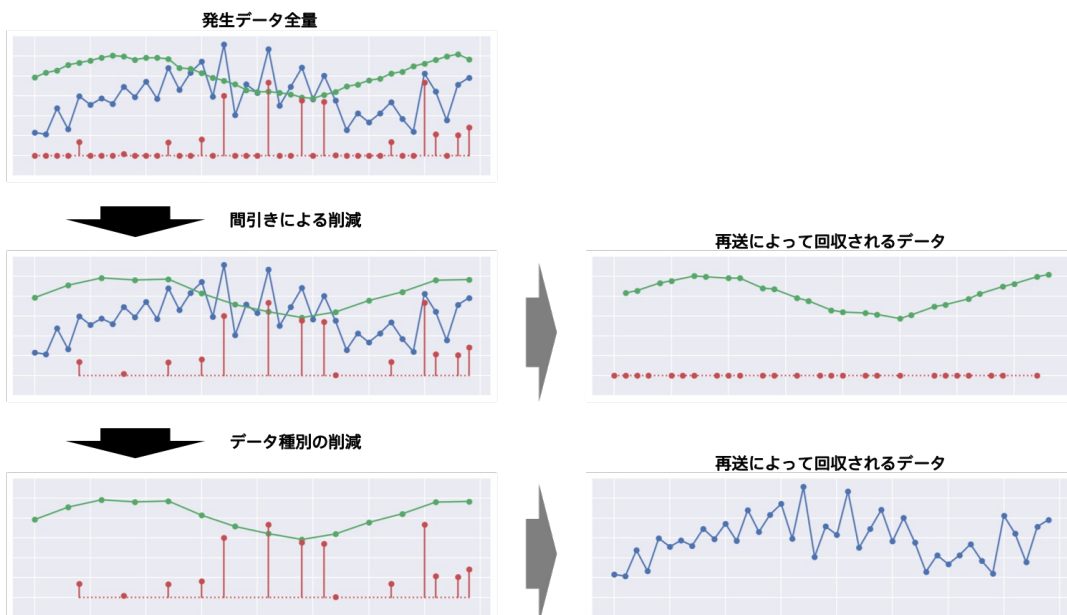 発生データ全量
間引きによる削減
再送によって回収されるデータ
データ種別の削減
再送によって回収されるデータ